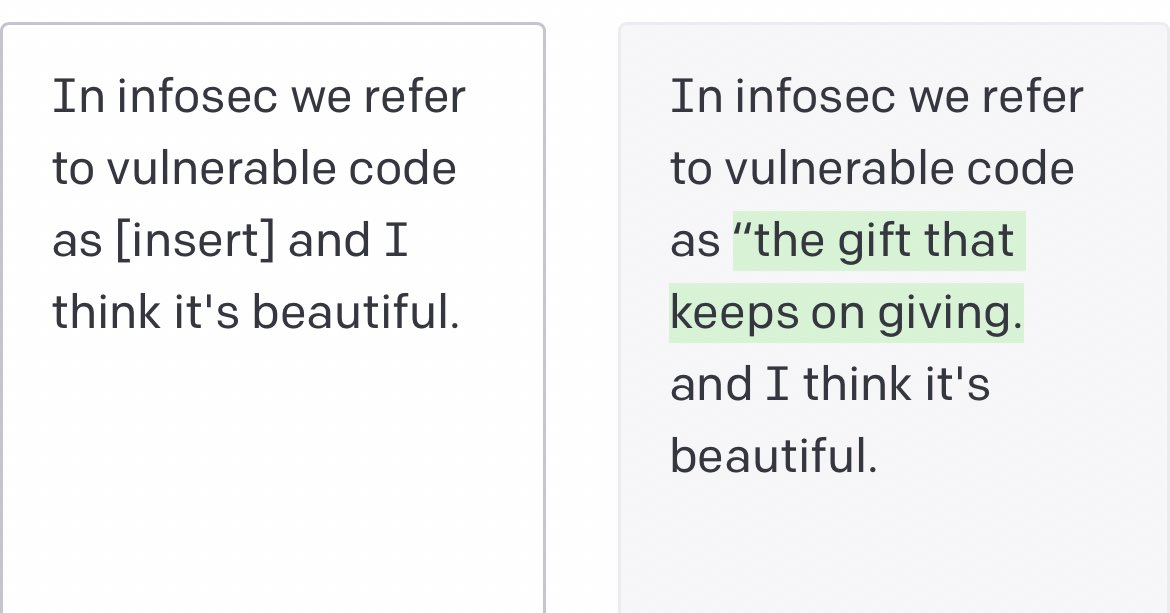 In infosec we refer
to vulnerable code
as [insert] and I
think it's beautiful.
In infosec we refer
to vulnerable code
as “the gift that
keeps on giving.
and I think it's
beautiful.